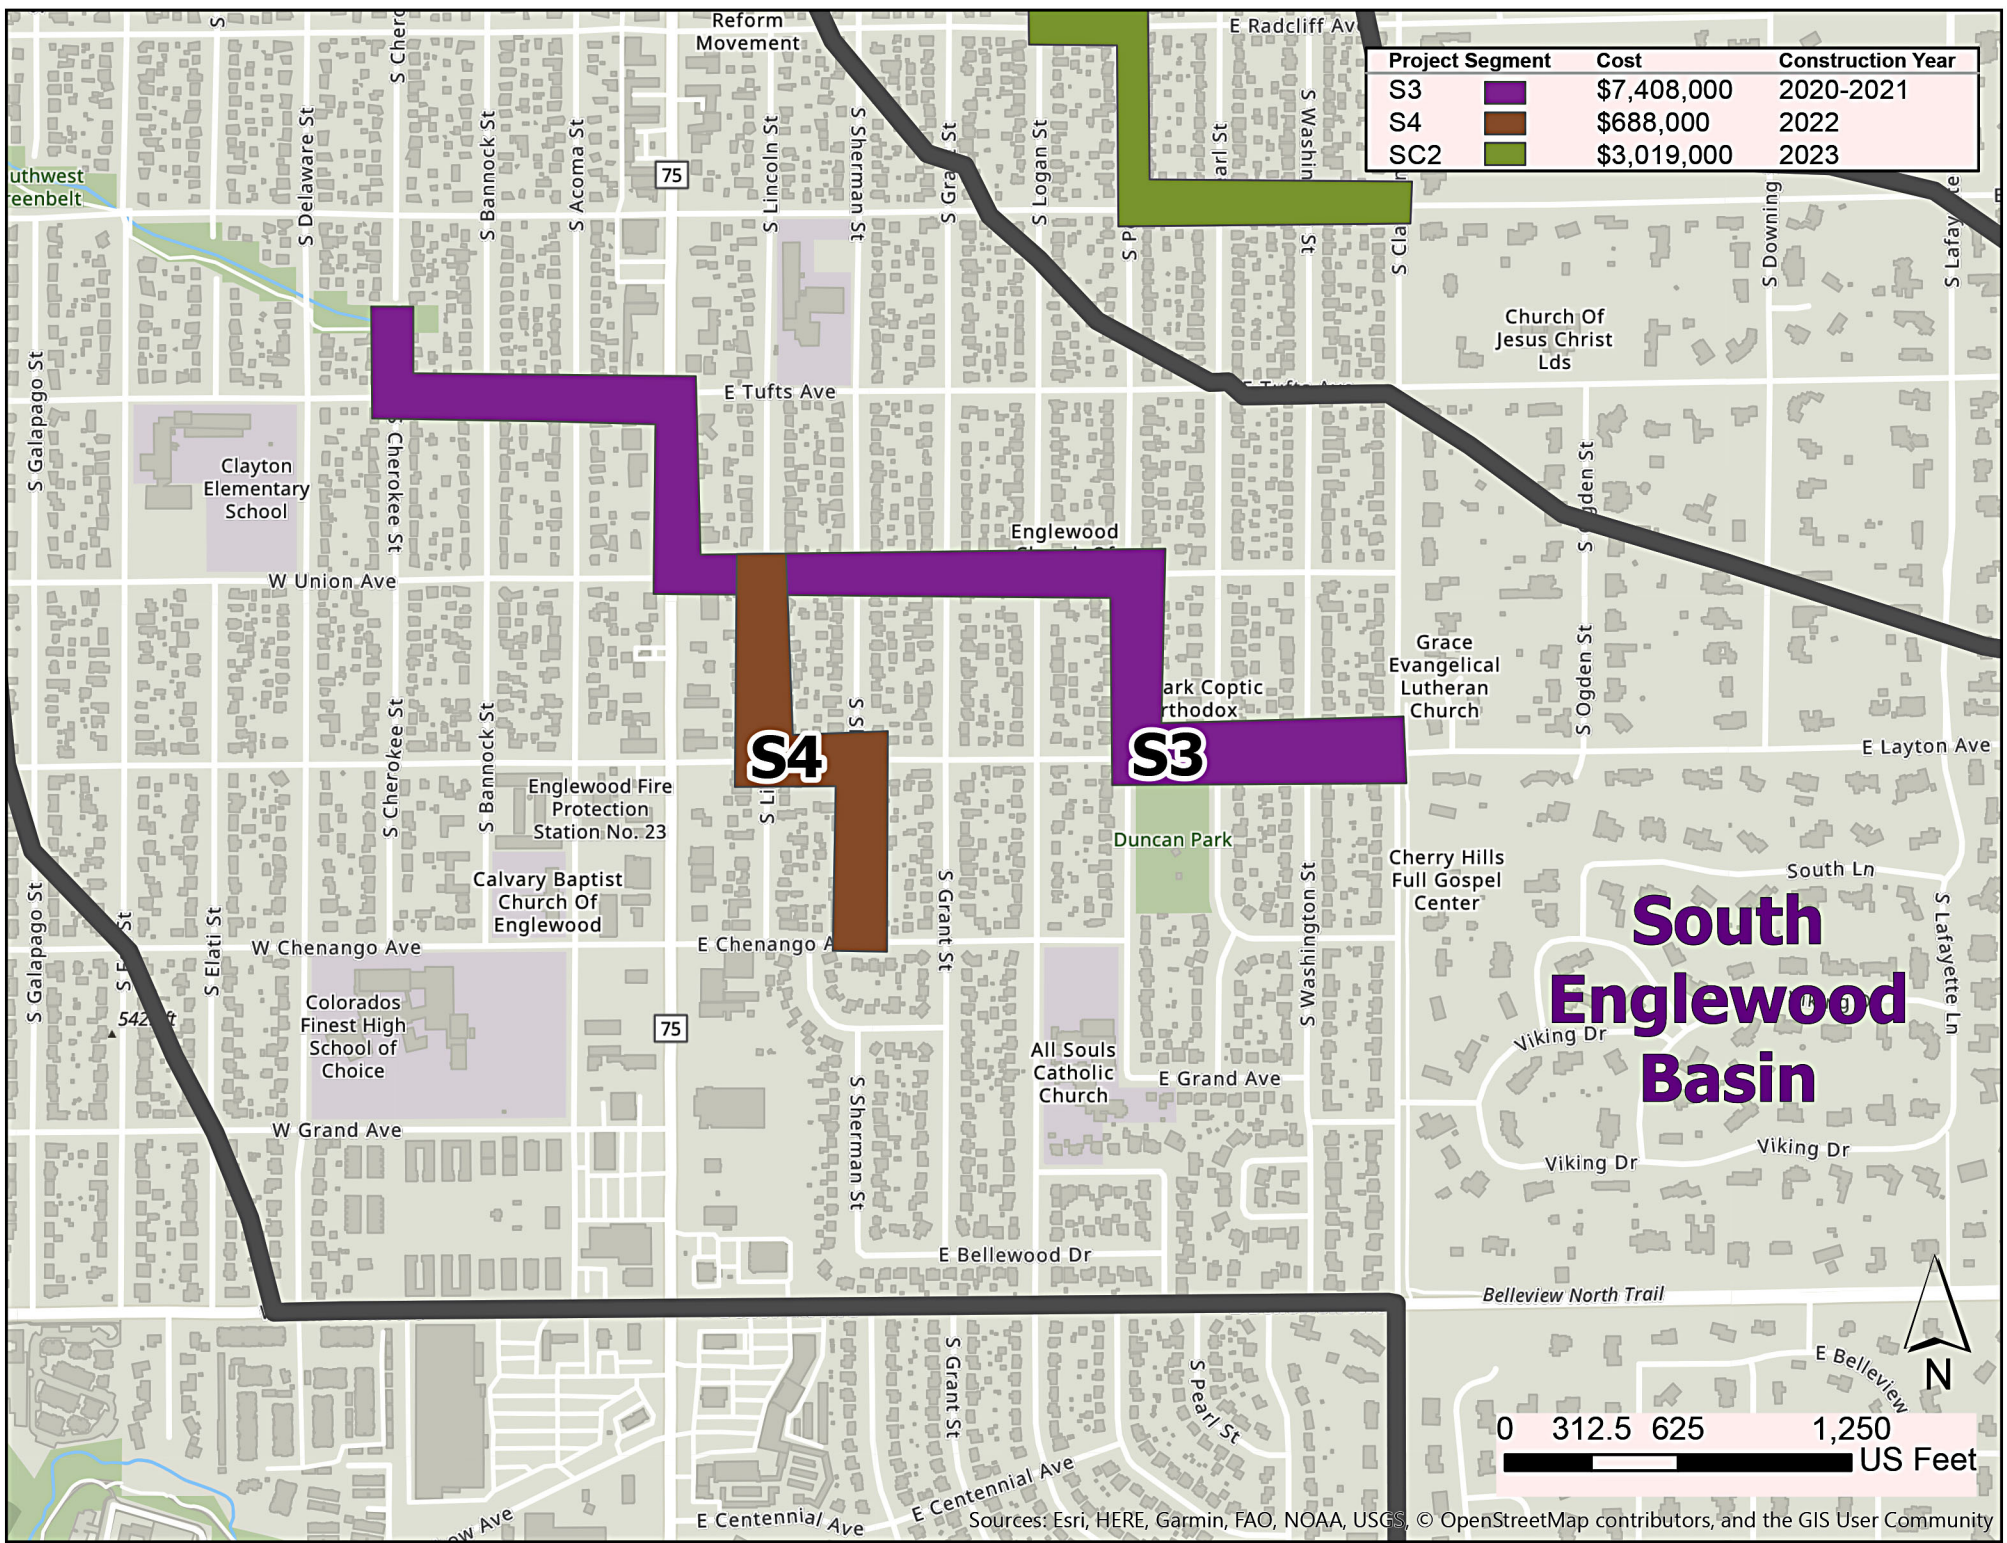 Project Segment Cost Construction Year
S3 $7,408,000 2020-2021
S4 $688,000 2022
SC2 $3,019,000 2023
Reform
Movement
E Radcliff Av
S Delaware St
S Bannock St
S Acoma St
75
S Lincoln St
S Sherman St
S Logan St
S Downing
St
Church Of
Jesus Christ
Lds
S Galapago St
E Tufts Ave
Clayton
Elementary
School
S Cherokee St
S Ogden St
Englewood
W Union Ave
S Ogden St
Grace
Evangelical
Lutheran
Church
S Cherokee St
S Bannock St
S4
S3
E Layton Ave
Englewood Fire
Protection
Station No. 23
Duncan Park
Calvary Baptist
Church Of
Englewood
Cherry Hills
Full Gospel
Center
South Ln
South
Englewood
Basin
S Galapago St
S Elati St
W Chenango Ave
E Chenango A
S Grant St
S Washington St
S Lafayette Ln
Colorados
Finest High
School of
Choice
75
All Souls
Catholic
Church
Viking Dr
E Grand Ave
W Grand Ave
S Sherman St
Viking Dr
Viking Dr
E Bellewood Dr
Belleview North Trail
N
E Belleview
S Grant St
S Pearl St
0 312.5 625 1,250
US Feet
E Centennial Ave
E Centennial Ave
Sources: Esri, HERE, Garmin, FAO, NOAA, USGS, © OpenStreetMap contributors, and the GIS User Community